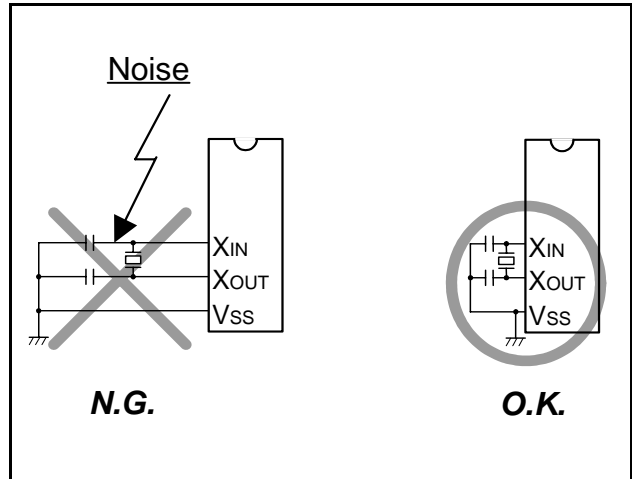 Noise
XIN
XOUT
VSS
N.G.
XIN
XOUT
VSS
O.K.